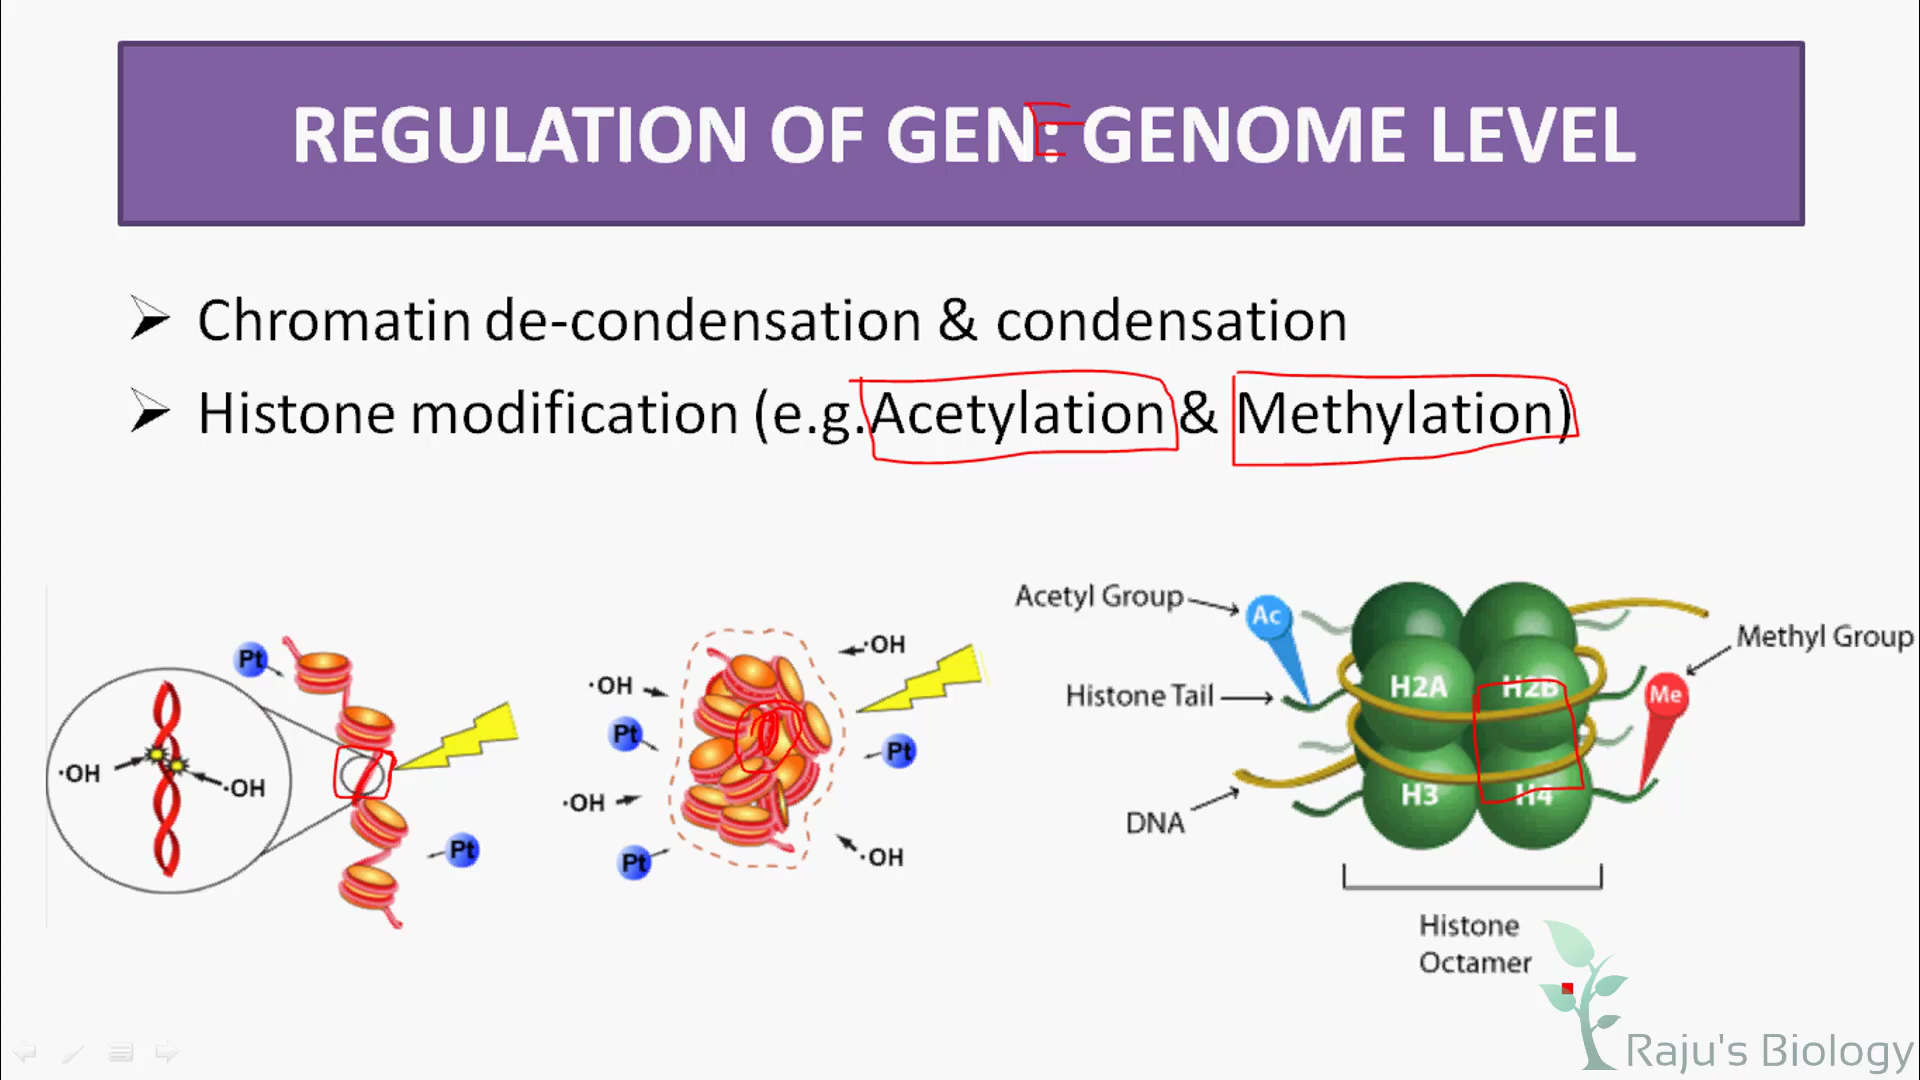 REGULATION OF GENE: GENOME LEVEL
Chromatin de-condensation & condensation
Histone modification (e.g.Acetylation & Methylation)
Pt
·OH
·OH
Pt
·OH
·OH
Pt
Pt
·OH
Pt
·OH
Acetyl Group
Ac
Histone Tail
DNA
H2A
H2B
H3
H4
Me
Methyl Group
Histone
Octamer
Raju's Biology